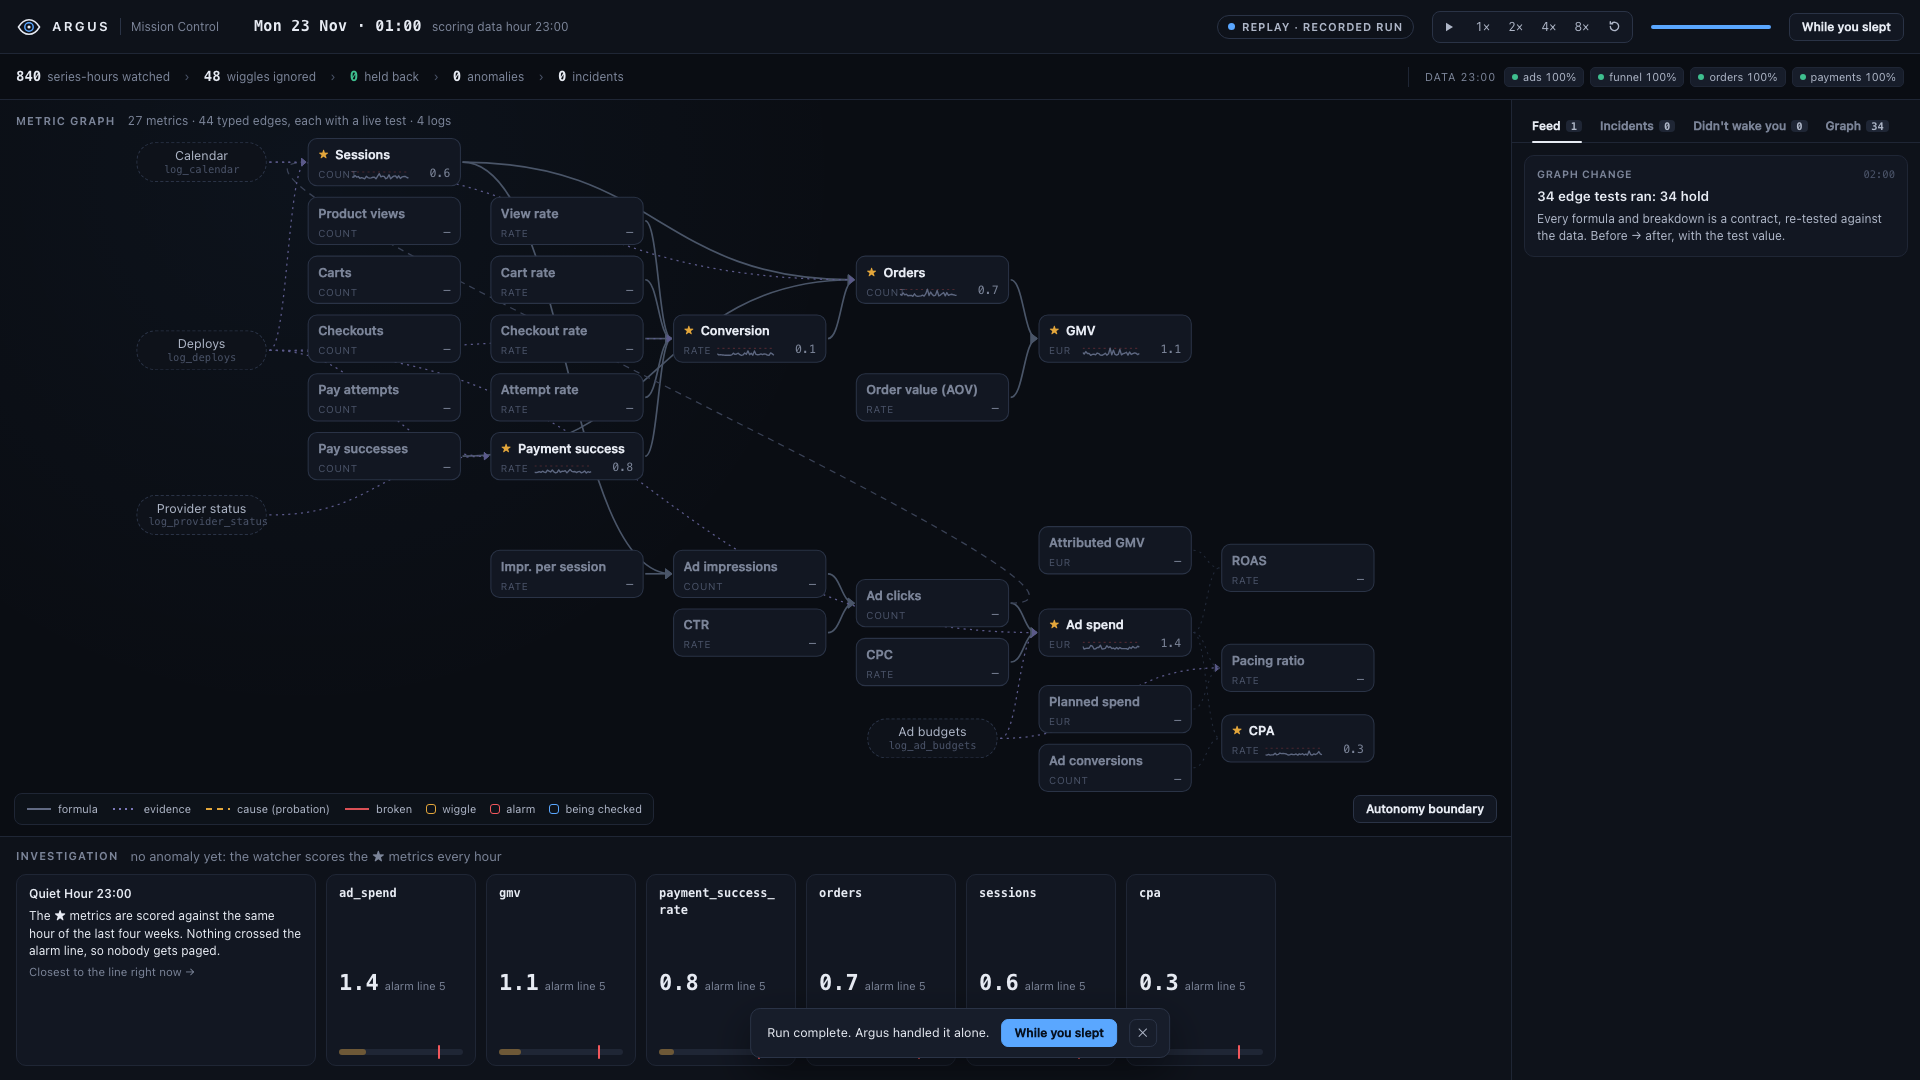 ARGUS Mission Control Mon 23 Nov · 01:00 scoring data hour 23:00 REPLAY · RECORDED RUN 1× 2× 4× 8× While you slept
840 series-hours watched › 48 wiggles ignored › 0 held back › 0 anomalies › 0 incidents DATA 23:00 ads 100% funnel 100% orders 100% payments 100%
METRIC GRAPH 27 metrics · 44 typed edges, each with a live test · 4 logs
Calendar
log_calendar
★ Sessions
COUNT 0.6
Product views
COUNT –
View rate
RATE –
Carts
COUNT –
Cart rate
RATE –
★ Orders
COUNT 0.7
Deploys
log_deploys
Checkouts
COUNT –
Checkout rate
RATE –
★ Conversion
RATE 0.1
★ GMV
EUR 1.1
Pay attempts
COUNT –
Attempt rate
RATE –
Order value (AOV)
RATE –
Pay successes
COUNT –
★ Payment success
RATE 0.8
Provider status
log_provider_status
Impr. per session
RATE –
Ad impressions
COUNT –
Attributed GMV
EUR –
ROAS
RATE –
Ad clicks
COUNT –
CTR
RATE –
★ Ad spend
EUR 1.4
CPC
RATE –
Pacing ratio
RATE –
Planned spend
EUR –
Ad budgets
log_ad_budgets
★ CPA
RATE 0.3
Ad conversions
COUNT –
formula evidence cause (probation) broken wiggle alarm being checked
Autonomy boundary
Feed 1 Incidents 0 Didn't wake you 0 Graph 34
GRAPH CHANGE 02:00
34 edge tests ran: 34 hold
Every formula and breakdown is a contract, re-tested against
the data. Before → after, with the test value.
INVESTIGATION no anomaly yet: the watcher scores the ★ metrics every hour
Quiet Hour 23:00
The ★ metrics are scored against the same
hour of the last four weeks. Nothing crossed the
alarm line, so nobody gets paged.
Closest to the line right now →
ad_spend
1.4 alarm line 5
gmv
1.1 alarm line 5
payment_success_
rate
0.8 alarm line 5
orders
0.7 alarm line 5
sessions
0.6 alarm line 5
cpa
0.3 alarm line 5
Run complete. Argus handled it alone. While you slept